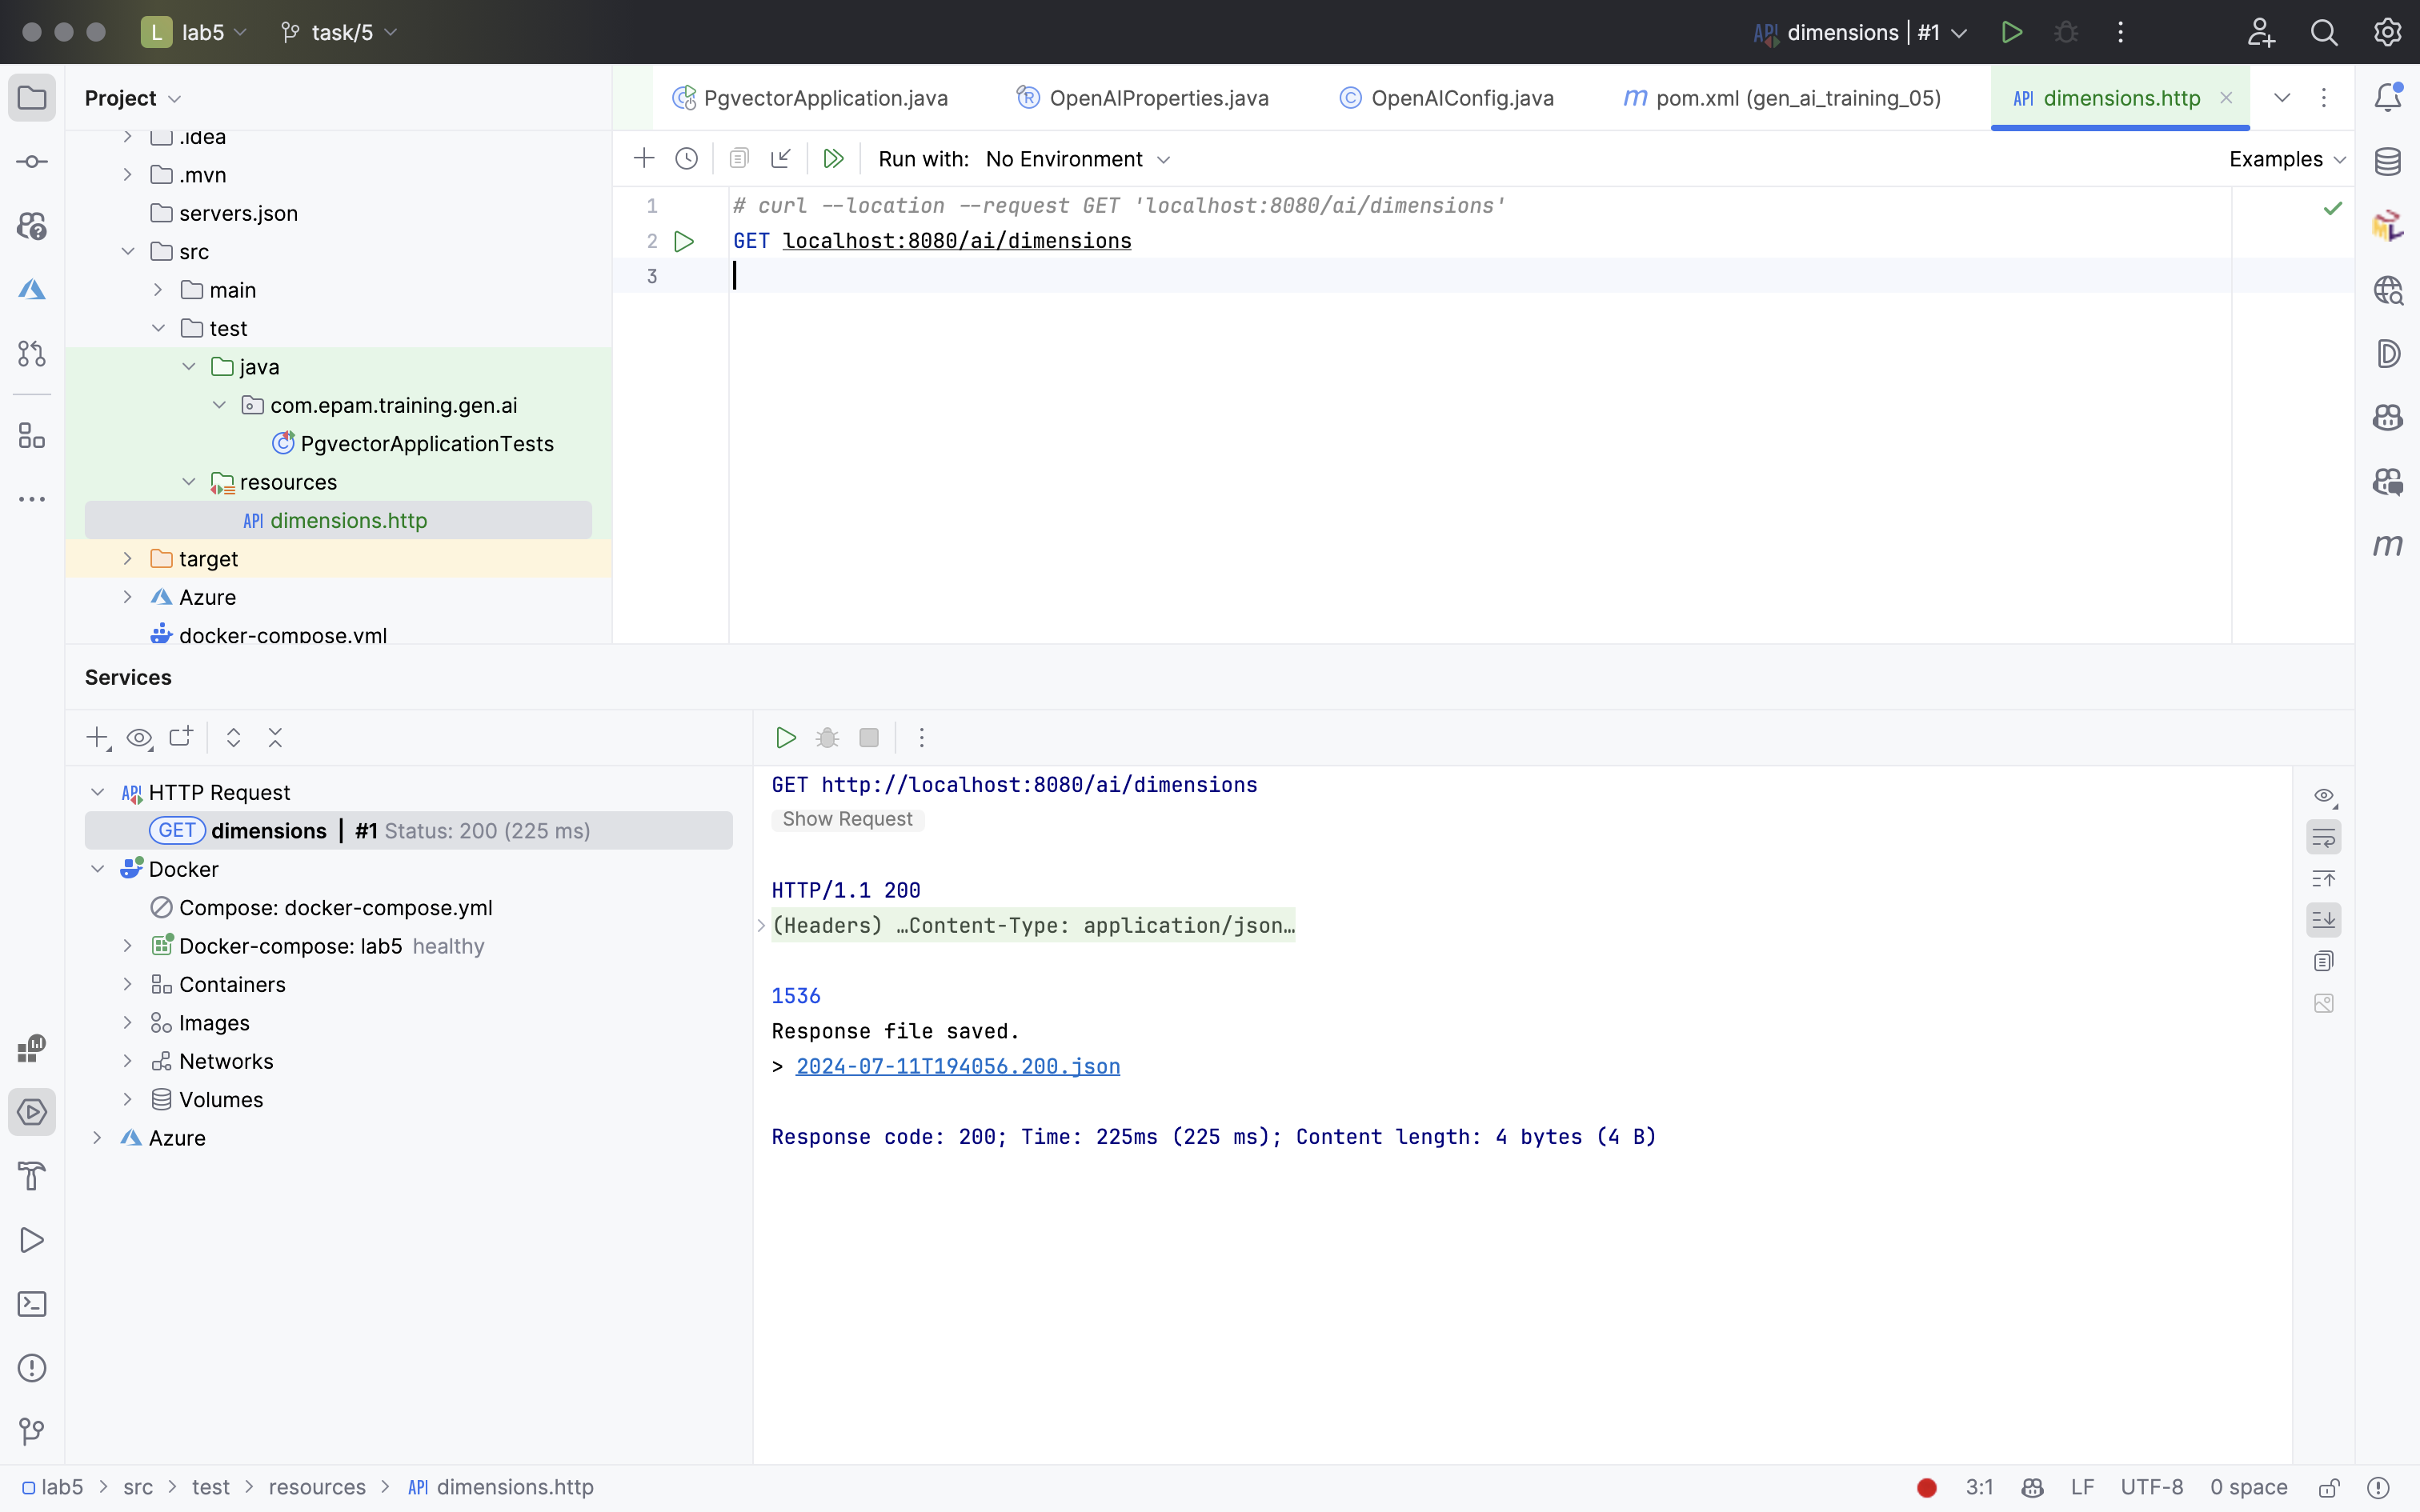 L lab5 task/5 API dimensions | #1
Project
.idea
.mvn
servers.json
src
main
test
java
com.epam.training.gen.ai
C PgvectorApplicationTests
resources
API dimensions.http
target
Azure
docker-compose.yml
C PgvectorApplication.java R OpenAIProperties.java C OpenAIConfig.java m pom.xml (gen_ai_training_05) API dimensions.http
Run with: No Environment Examples
1 # curl --location --request GET 'localhost:8080/ai/dimensions'
2 GET localhost:8080/ai/dimensions
3
Services
API HTTP Request
GET dimensions | #1 Status: 200 (225 ms)
Docker
Compose: docker-compose.yml
Docker-compose: lab5 healthy
Containers
Images
Networks
Volumes
Azure
GET http://localhost:8080/ai/dimensions
Show Request
HTTP/1.1 200
(Headers) …Content-Type: application/json…
1536
Response file saved.
> 2024-07-11T194056.200.json
Response code: 200; Time: 225ms (225 ms); Content length: 4 bytes (4 B)
ML
D
m
lab5 > src > test > resources > API dimensions.http 3:1 LF UTF-8 0 space